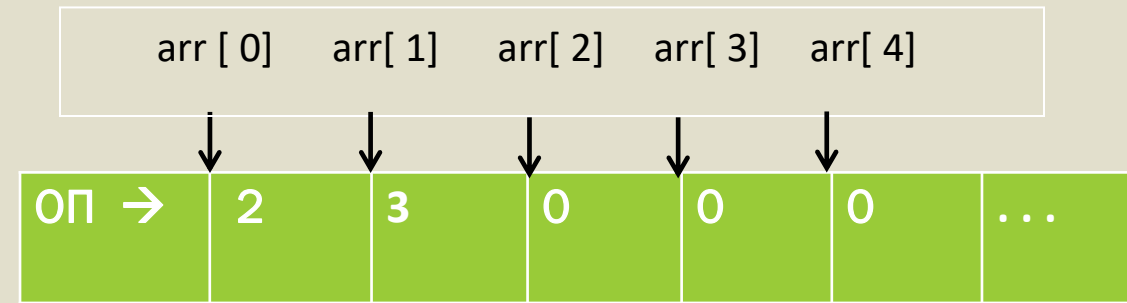 arr [ 0] arr[ 1] arr[ 2] arr[ 3] arr[ 4]
ОП → 2 3 0 0 0 ...